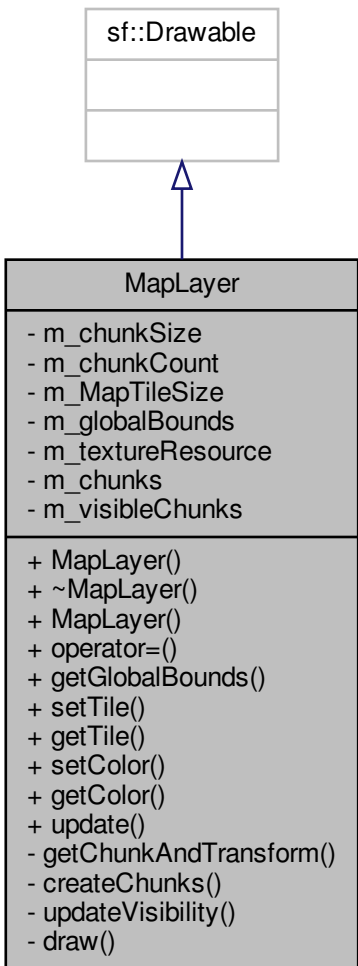 sf::Drawable
MapLayer
- m_chunkSize
- m_chunkCount
- m_MapTileSize
- m_globalBounds
- m_textureResource
- m_chunks
- m_visibleChunks
+ MapLayer()
+ ~MapLayer()
+ MapLayer()
+ operator=()
+ getGlobalBounds()
+ setTile()
+ getTile()
+ setColor()
+ getColor()
+ update()
- getChunkAndTransform()
- createChunks()
- updateVisibility()
- draw()